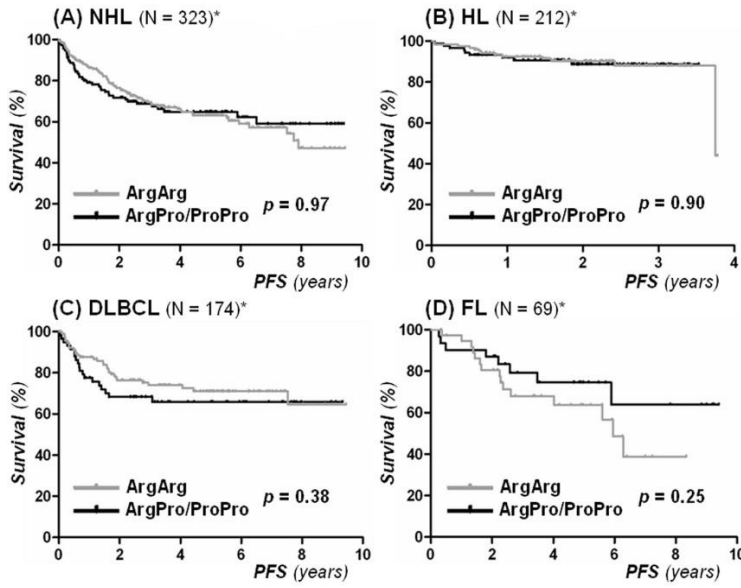 (A) NHL (N = 323)*
100
80
60
40
20
0
Survival (%)
ArgArg
ArgPro/ProPro
p = 0.97
0 2 4 6 8 10
PFS (years)
(B) HL (N = 212)*
100
80
60
40
20
0
Survival (%)
ArgArg
ArgPro/ProPro
p = 0.90
0 1 2 3 4
PFS (years)
(C) DLBCL (N = 174)*
100
80
60
40
20
0
Survival (%)
ArgArg
ArgPro/ProPro
p = 0.38
0 2 4 6 8 10
PFS (years)
(D) FL (N = 69)*
100
80
60
40
20
0
Survival (%)
ArgArg
ArgPro/ProPro
p = 0.25
0 2 4 6 8 10
PFS (years)